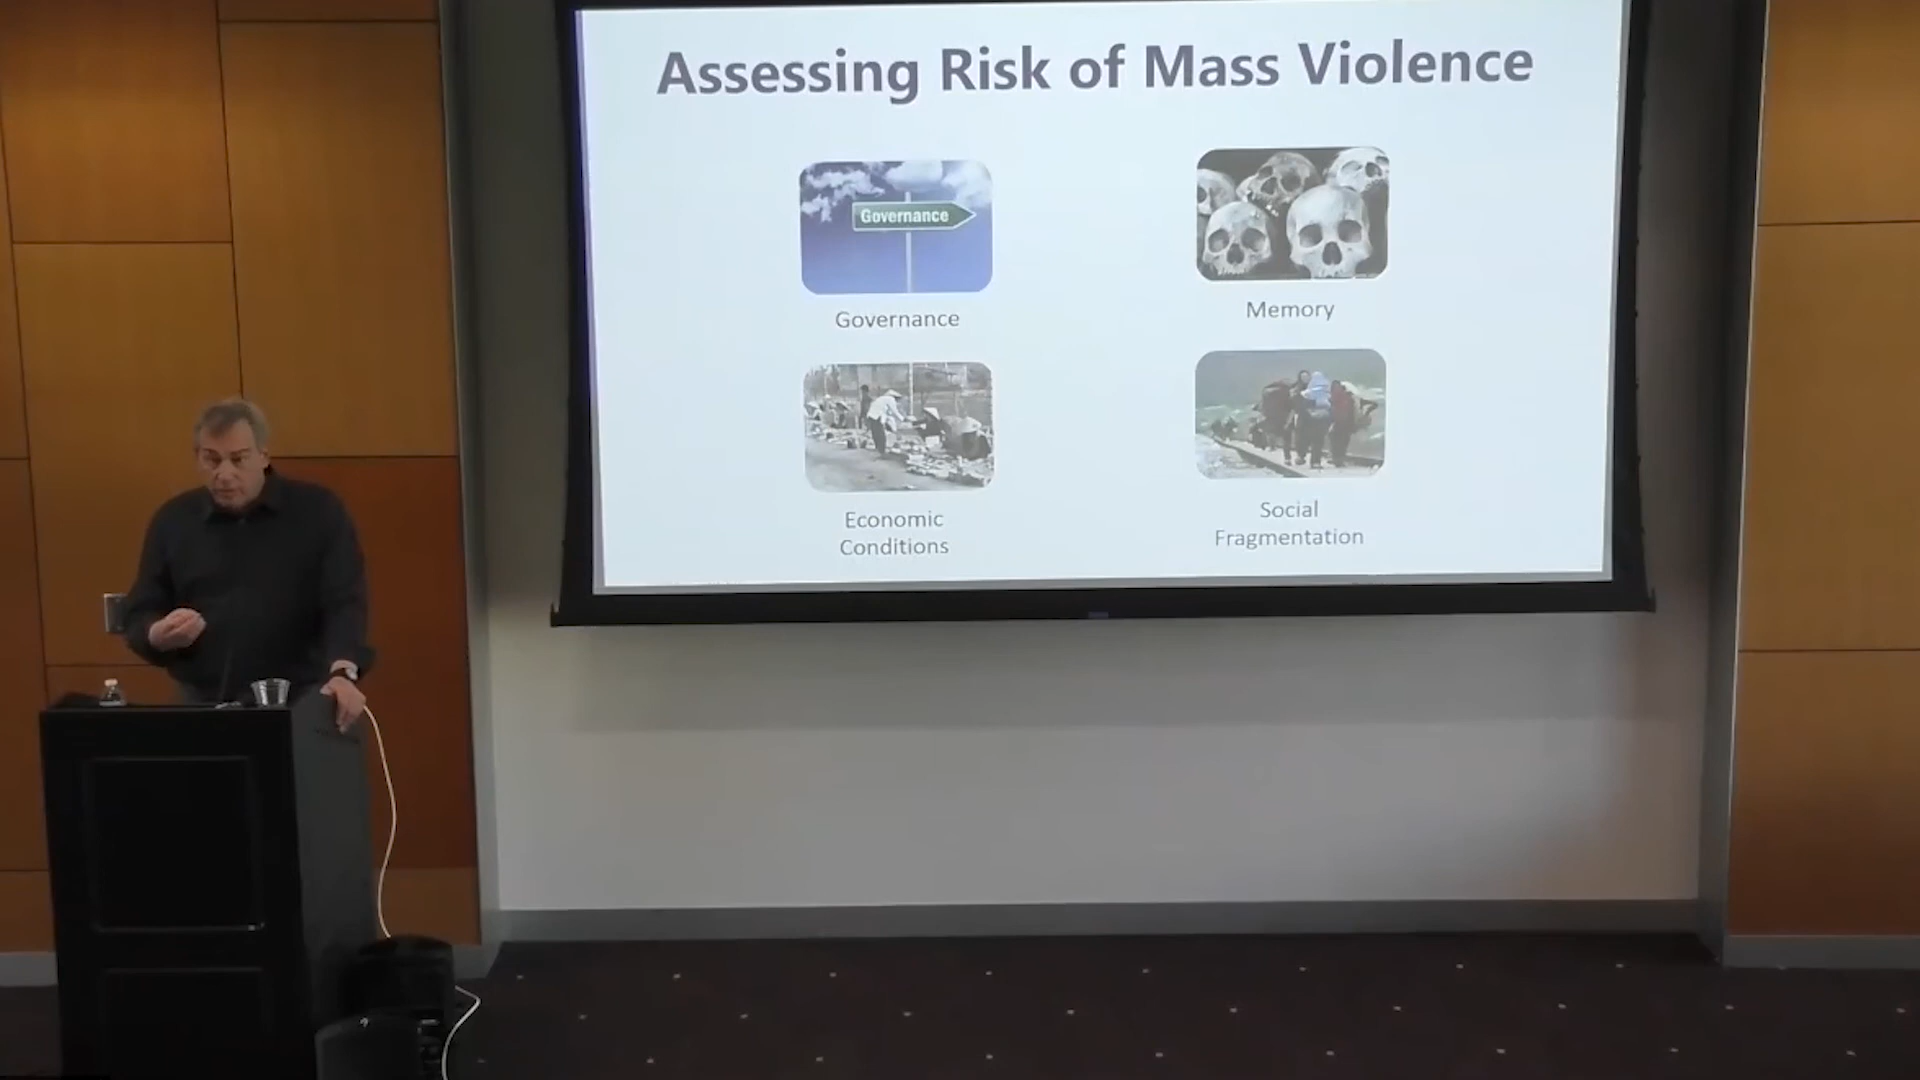 Assessing Risk of Mass Violence
Governance
Governance
Memory
Economic
Conditions
Social
Fragmentation